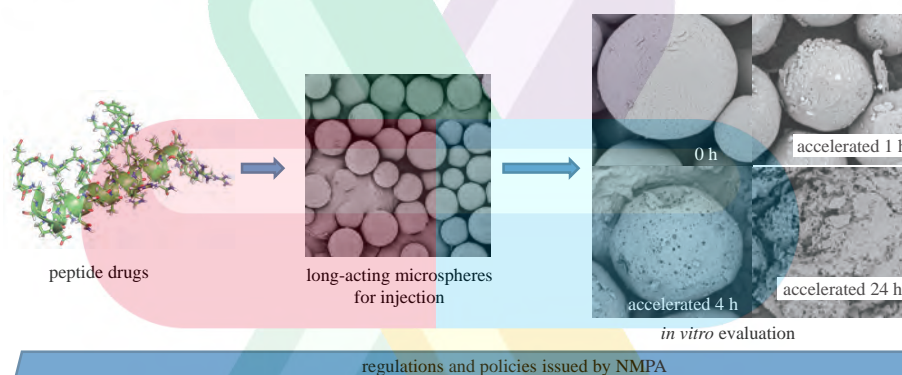 0 h
accelerated 1 h
accelerated 4 h
accelerated 24 h
peptide drugs
long-acting microspheres
for injection
in vitro evaluation
regulations and policies issued by NMPA